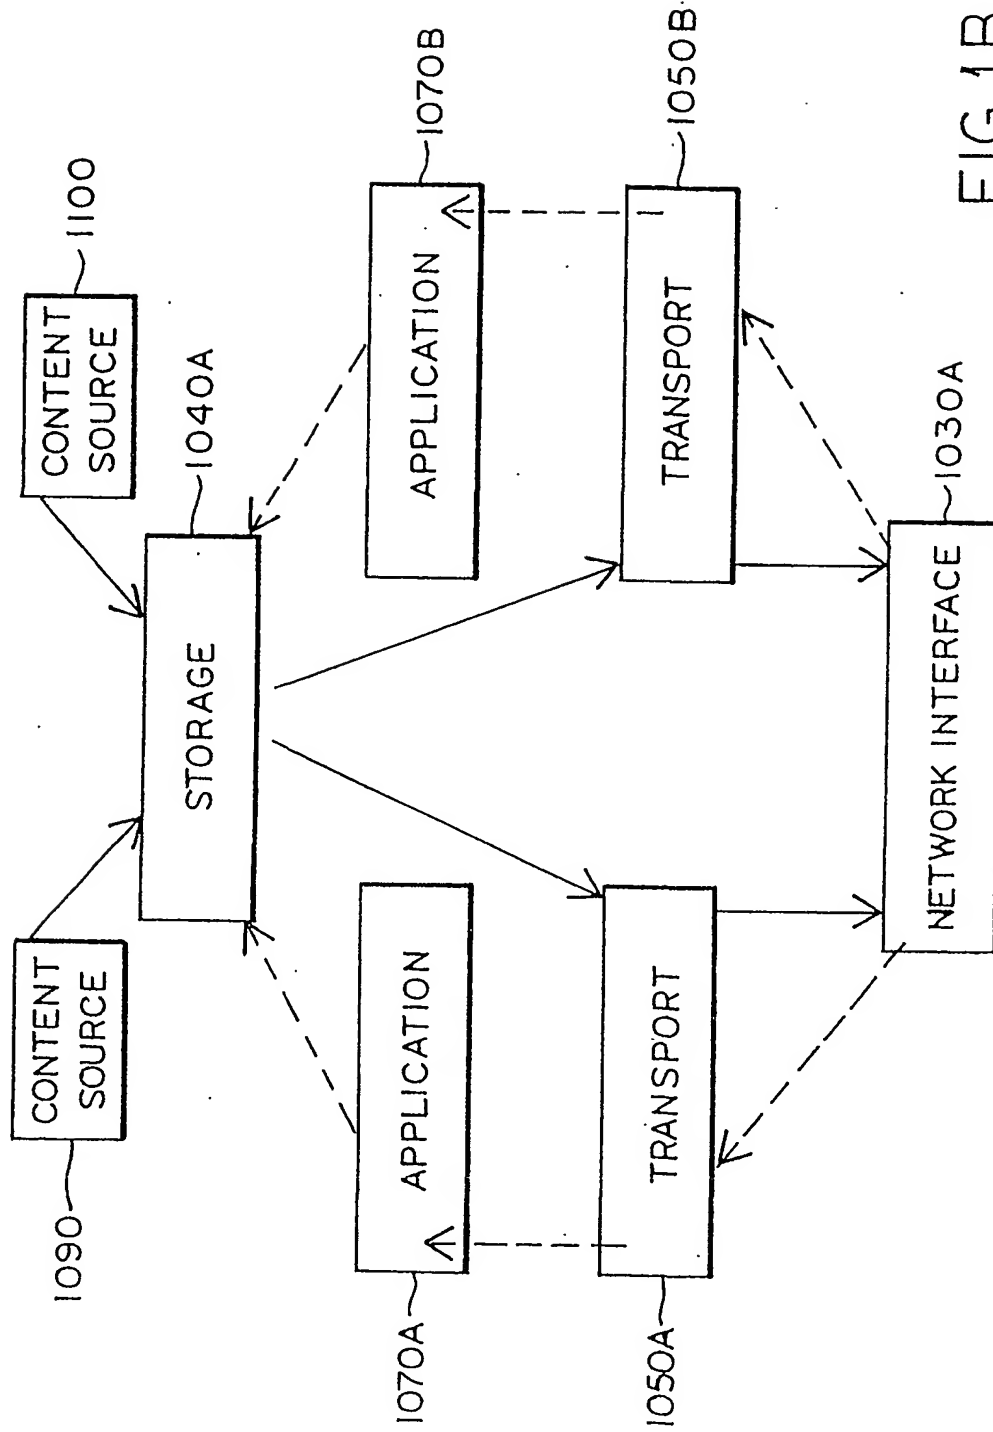 CONTENT
SOURCE
1090
CONTENT
SOURCE
1100
STORAGE
1040A
APPLICATION
1070A
APPLICATION
1070B
TRANSPORT
1050A
TRANSPORT
1050B
NETWORK INTERFACE
1030A
FIG 1B